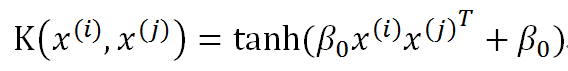 K(x^{(i)}, x^{(j)}) = tanh(β_0 x^{(i)} x^{(j)^T} + β_0)